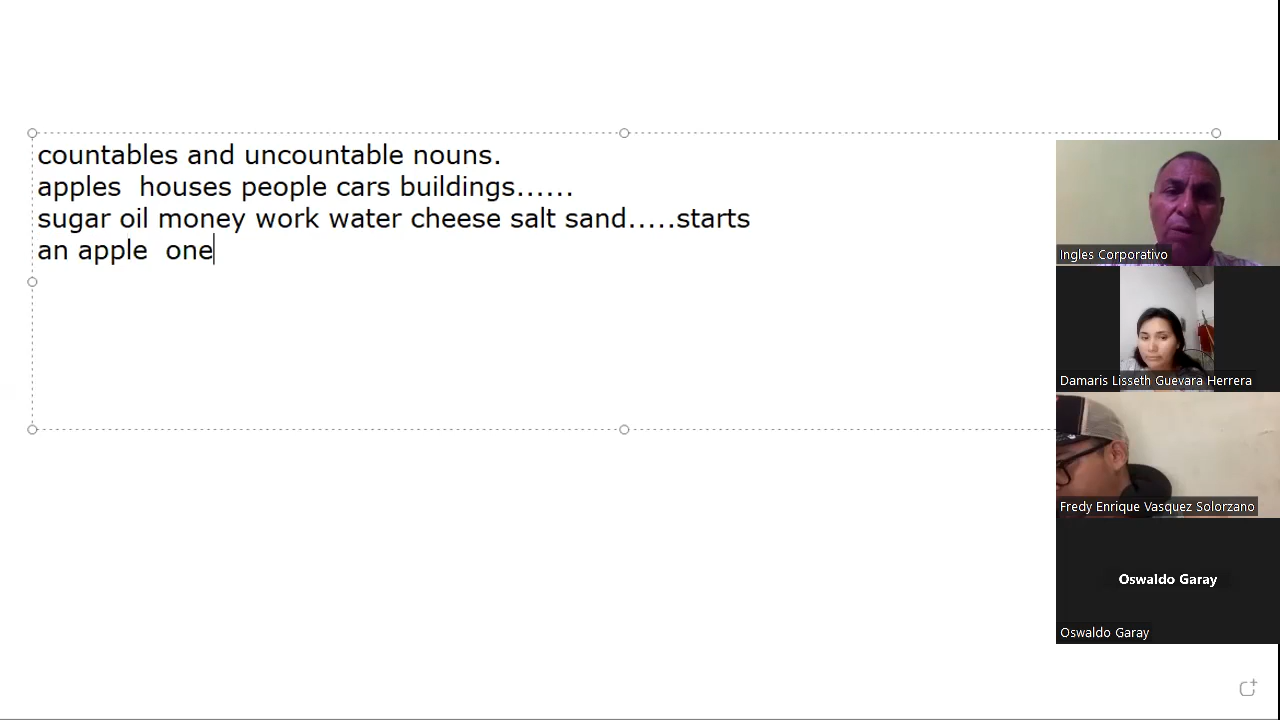 countables and uncountable nouns.
apples  houses people cars buildings......
sugar oil money work water cheese salt sand.....starts
an apple  one
Ingles Corporativo
Damaris Lisseth Guevara Herrera
Fredy Enrique Vasquez Solorzano
Oswaldo Garay
Oswaldo Garay